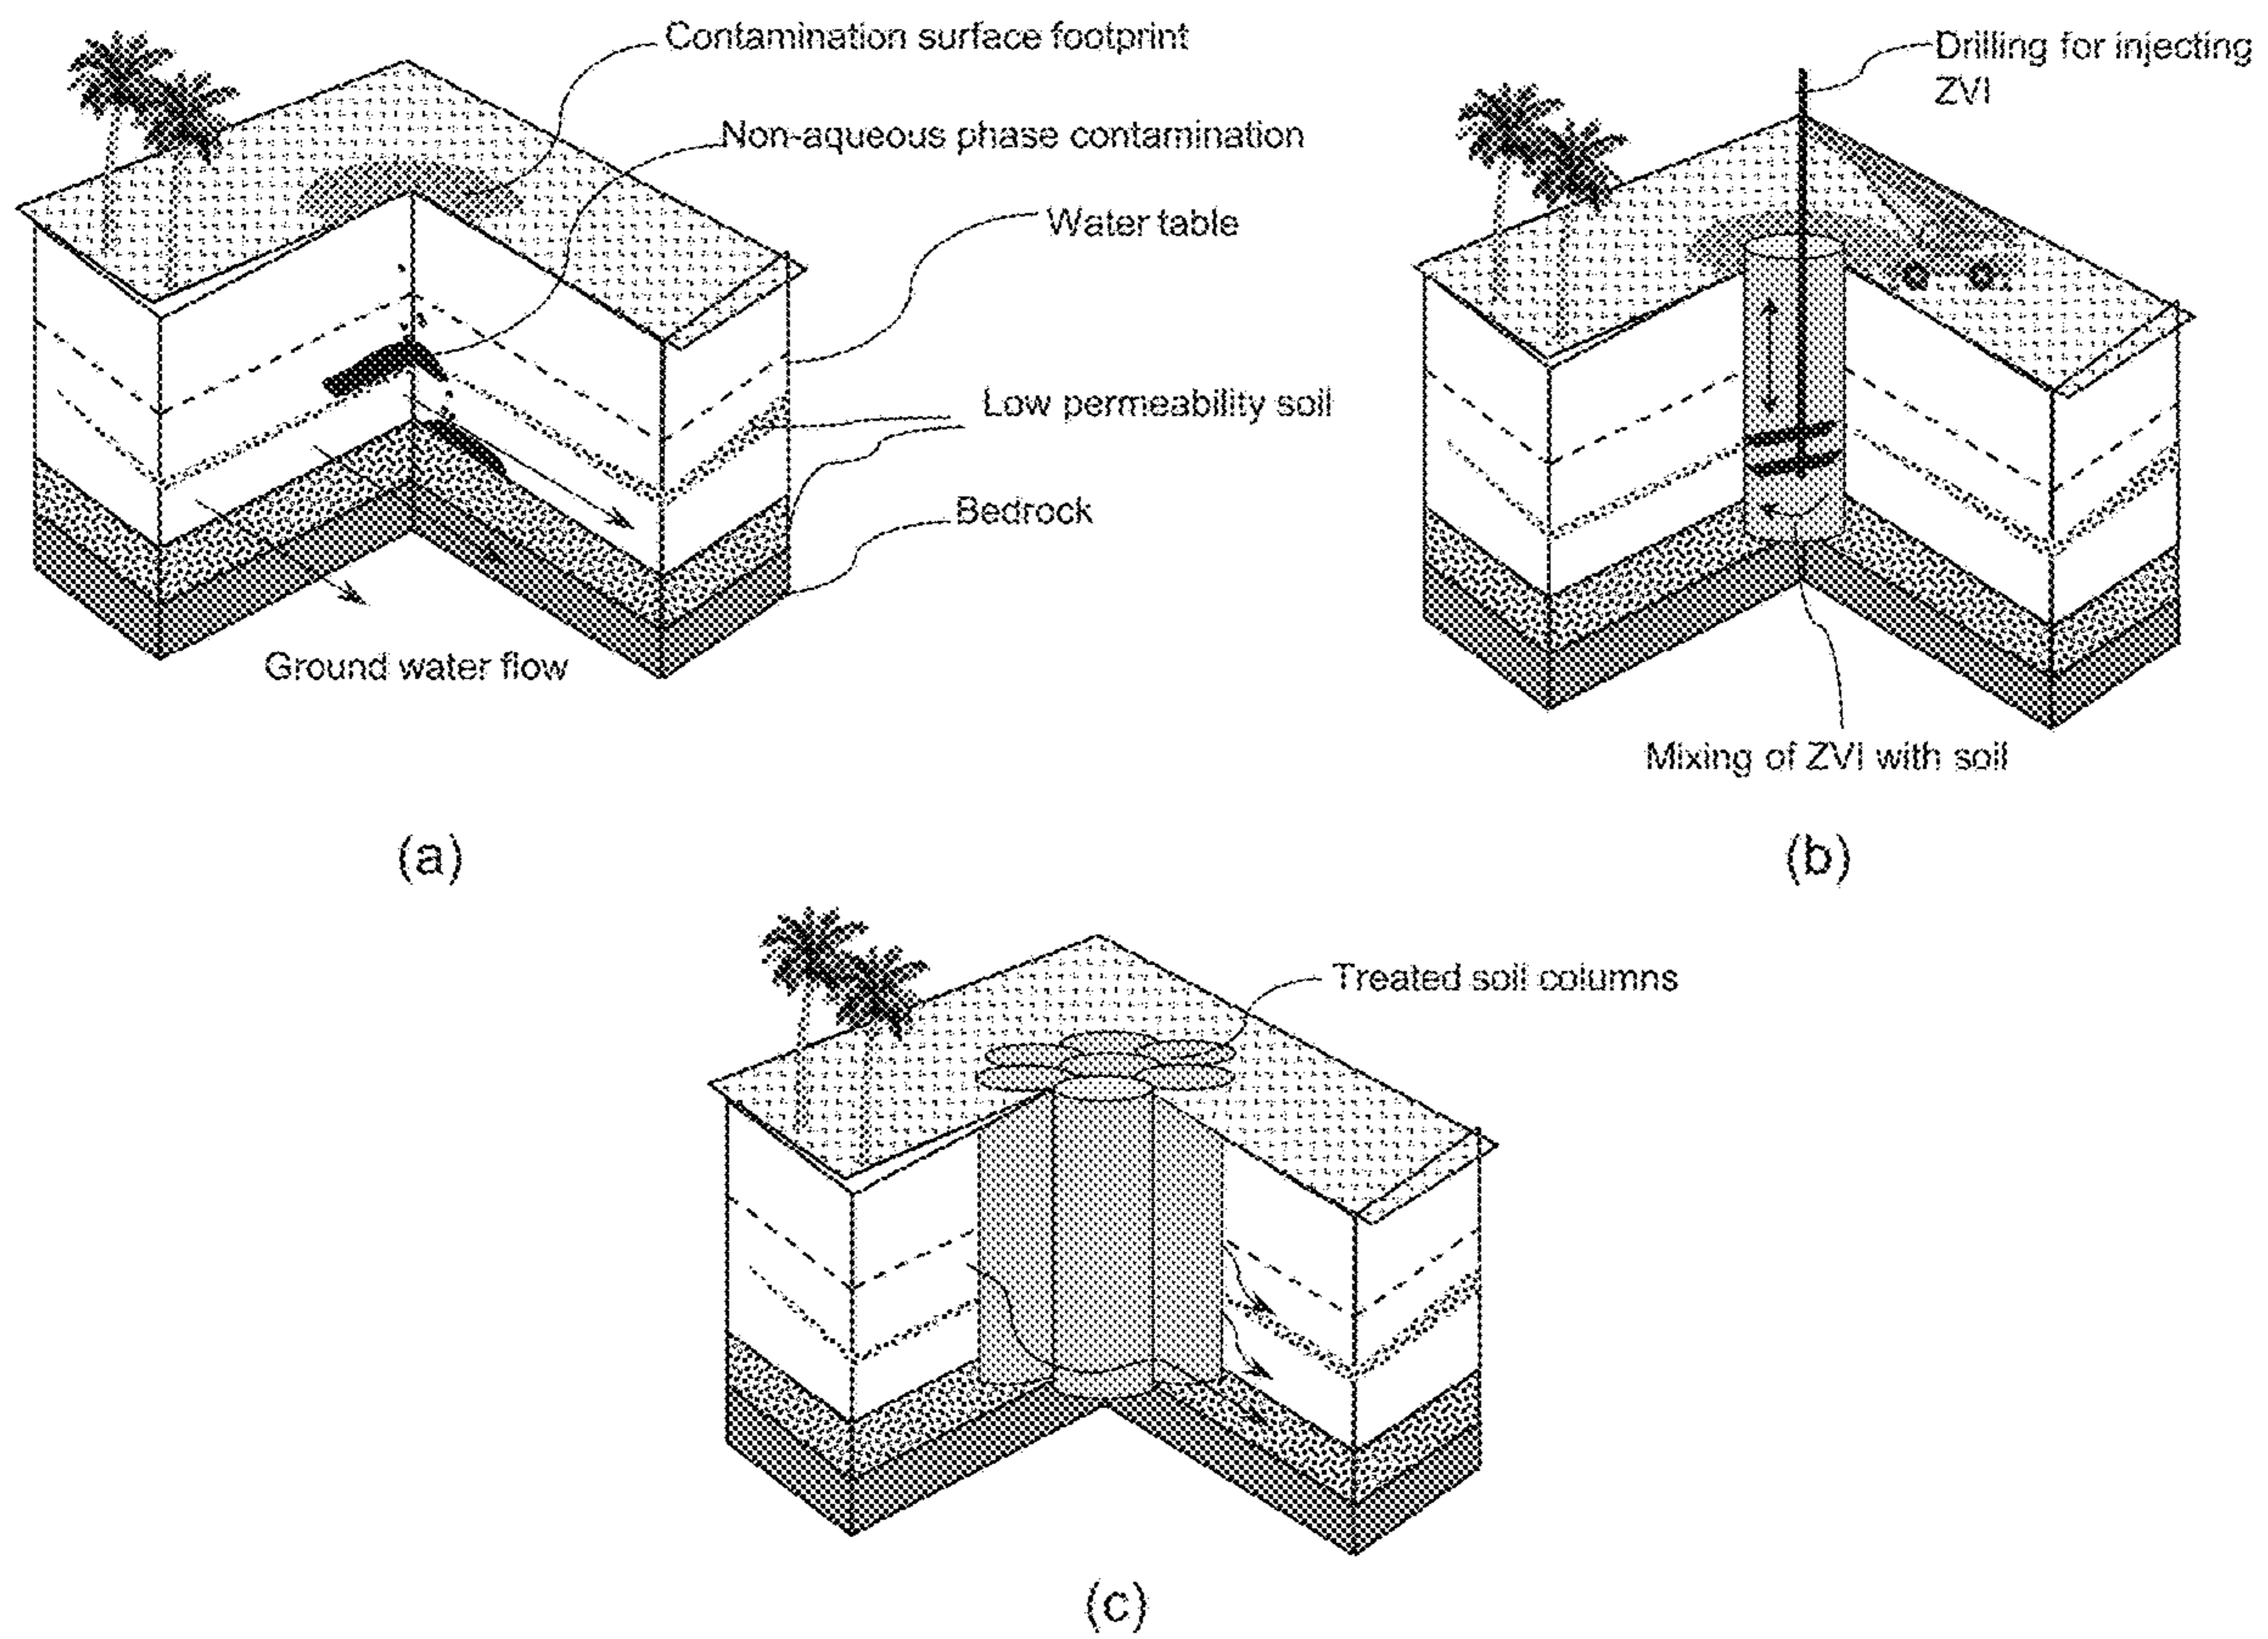 Contamination surface footprint
Non-aqueous phase contamination
Water table
Low permeability soil
Bedrock
Ground water flow
(a)
Drilling for injecting
ZVI
Mixing of ZVI with soil
(b)
Treated soil columns
(c)